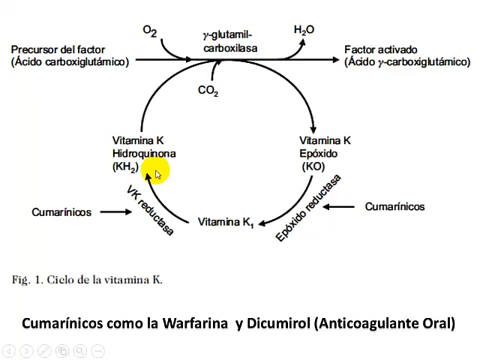 O2
γ-glutamil-
carboxilasa
H2O
Precursor del factor
(Ácido carboxiglutámico)
Factor activado
(Ácido γ-carboxiglutámico)
CO2
Vitamina K
Hidroquinona
(KH2)
Vitamina K
Epóxido
(KO)
VK reductasa
Epóxido reductasa
Cumarínicos
Cumarínicos
Vitamina K1
Fig. 1. Ciclo de la vitamina K.
Cumarínicos como la Warfarina y Dicumirol (Anticoagulante Oral)